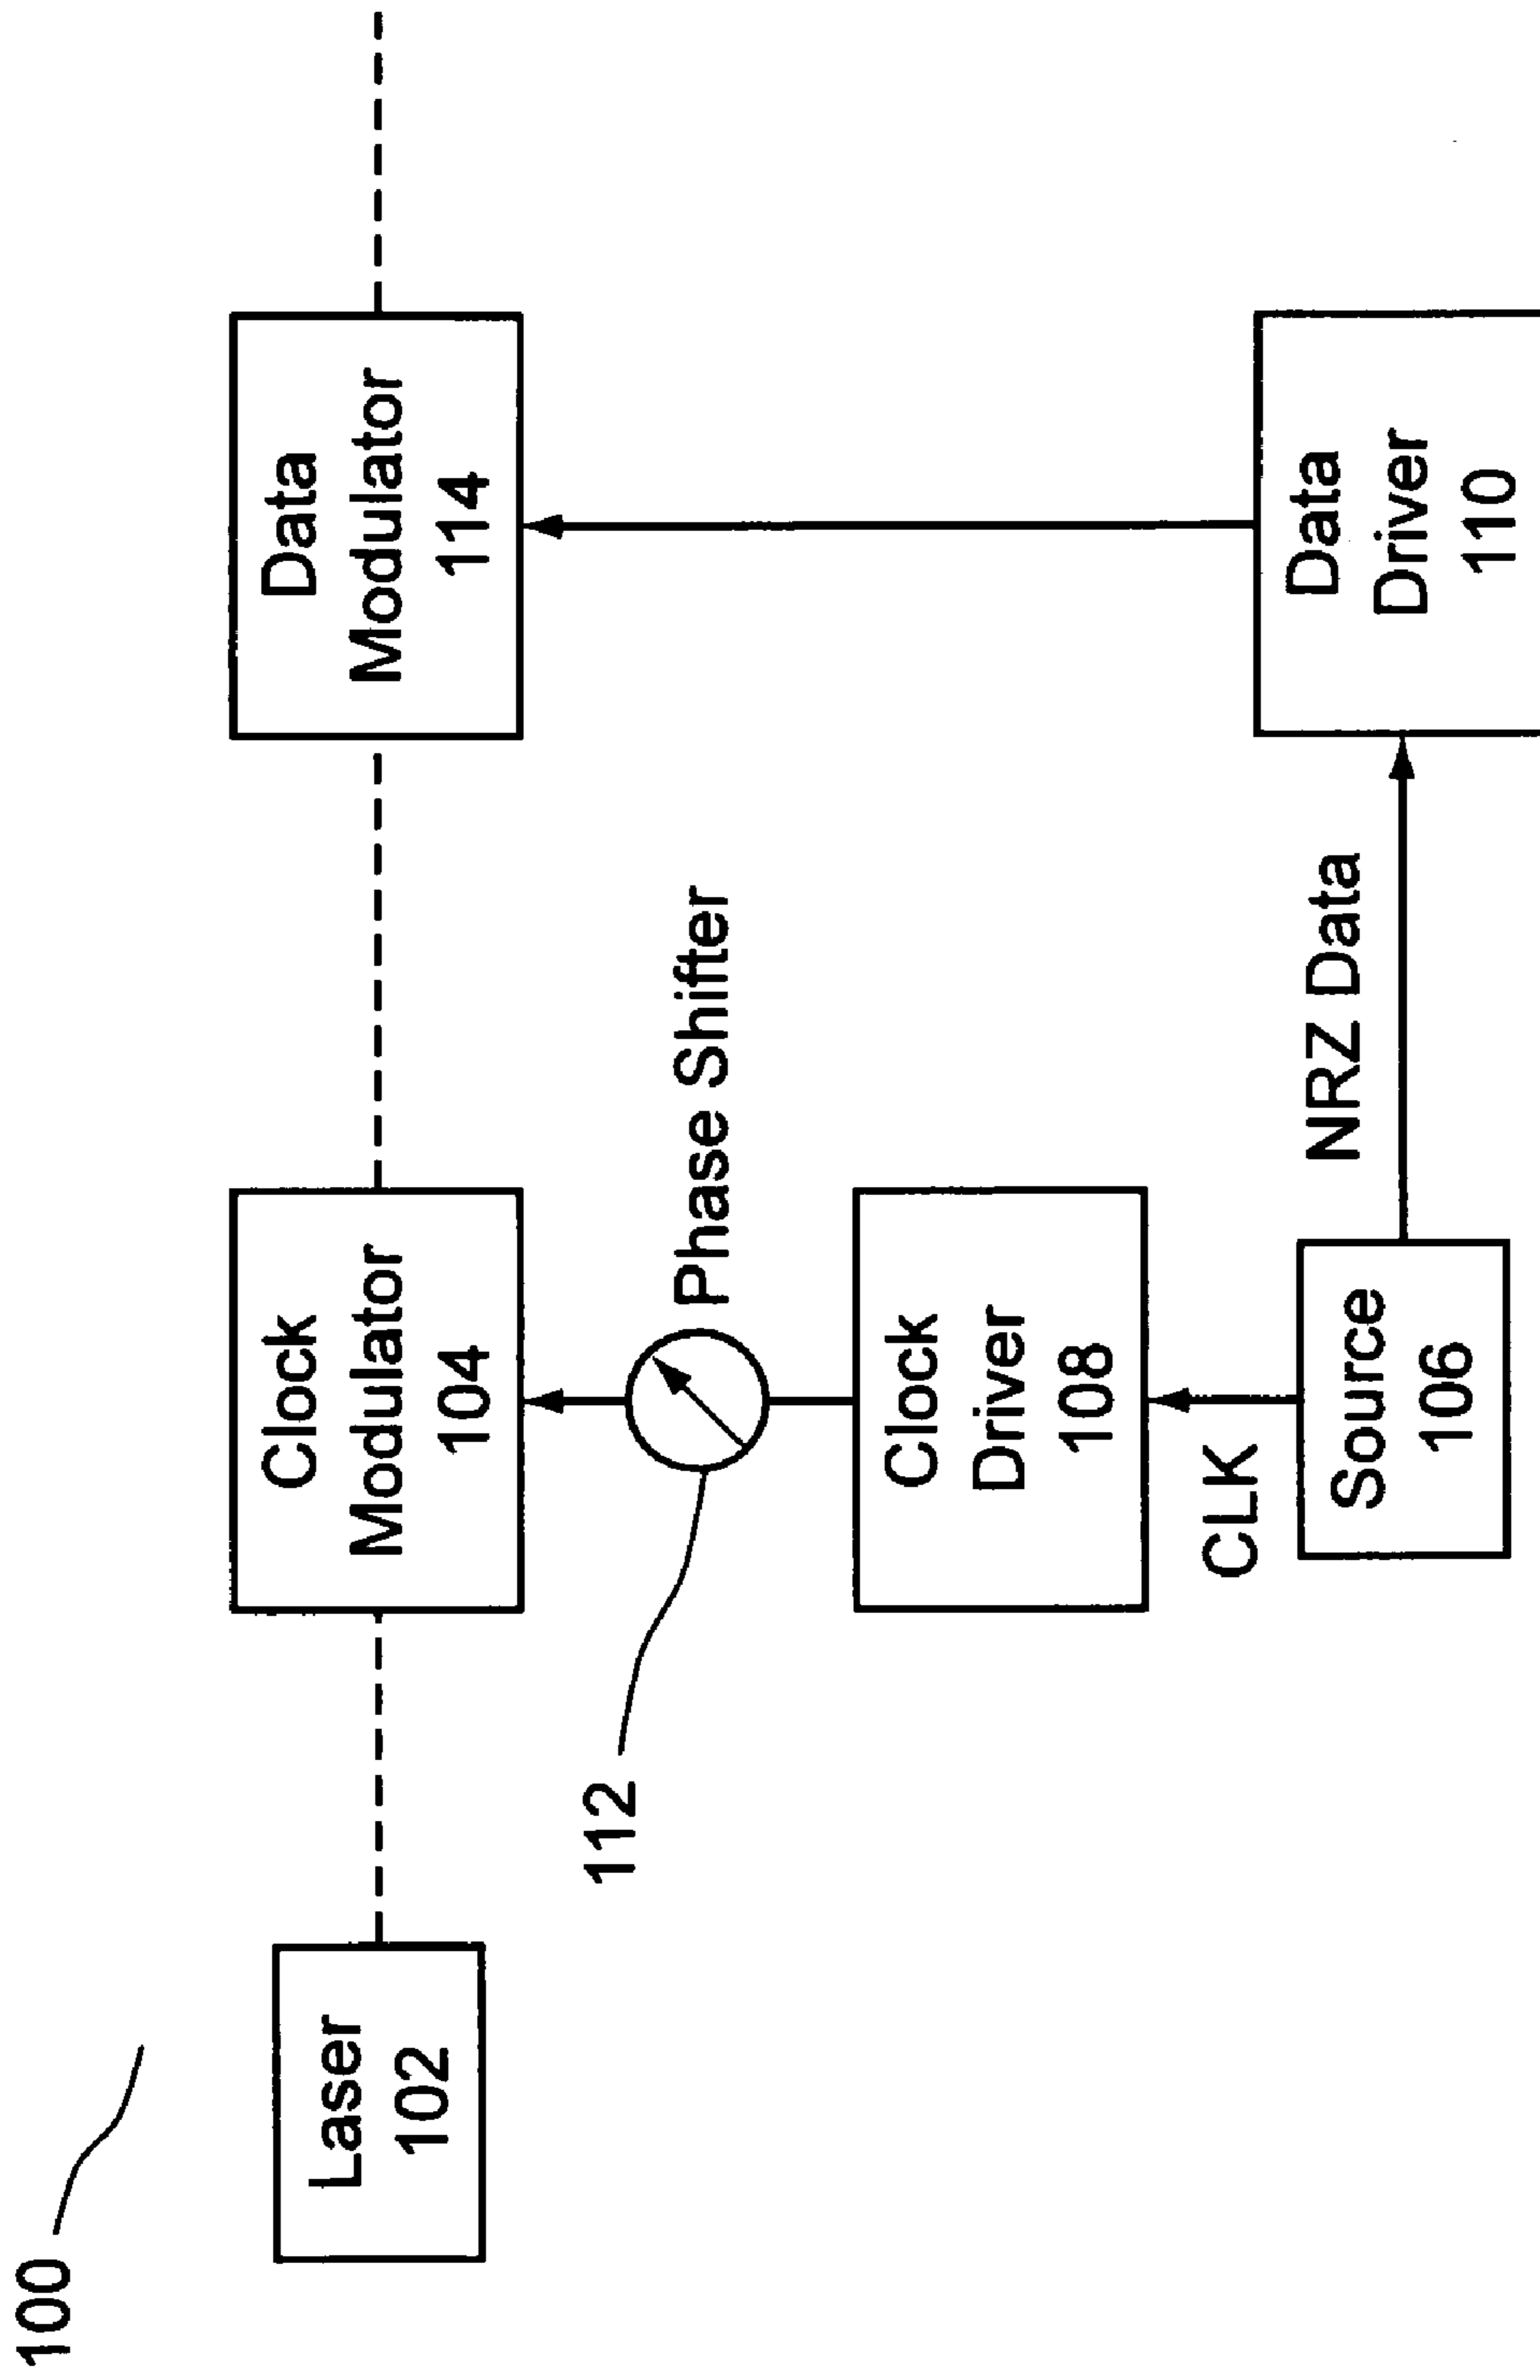 100
Laser
102
Clock
Modulator
104
Data
Modulator
114
112
Phase Shifter
Clock
Driver
108
CLK
Source
106
NRZ Data
Data
Driver
110